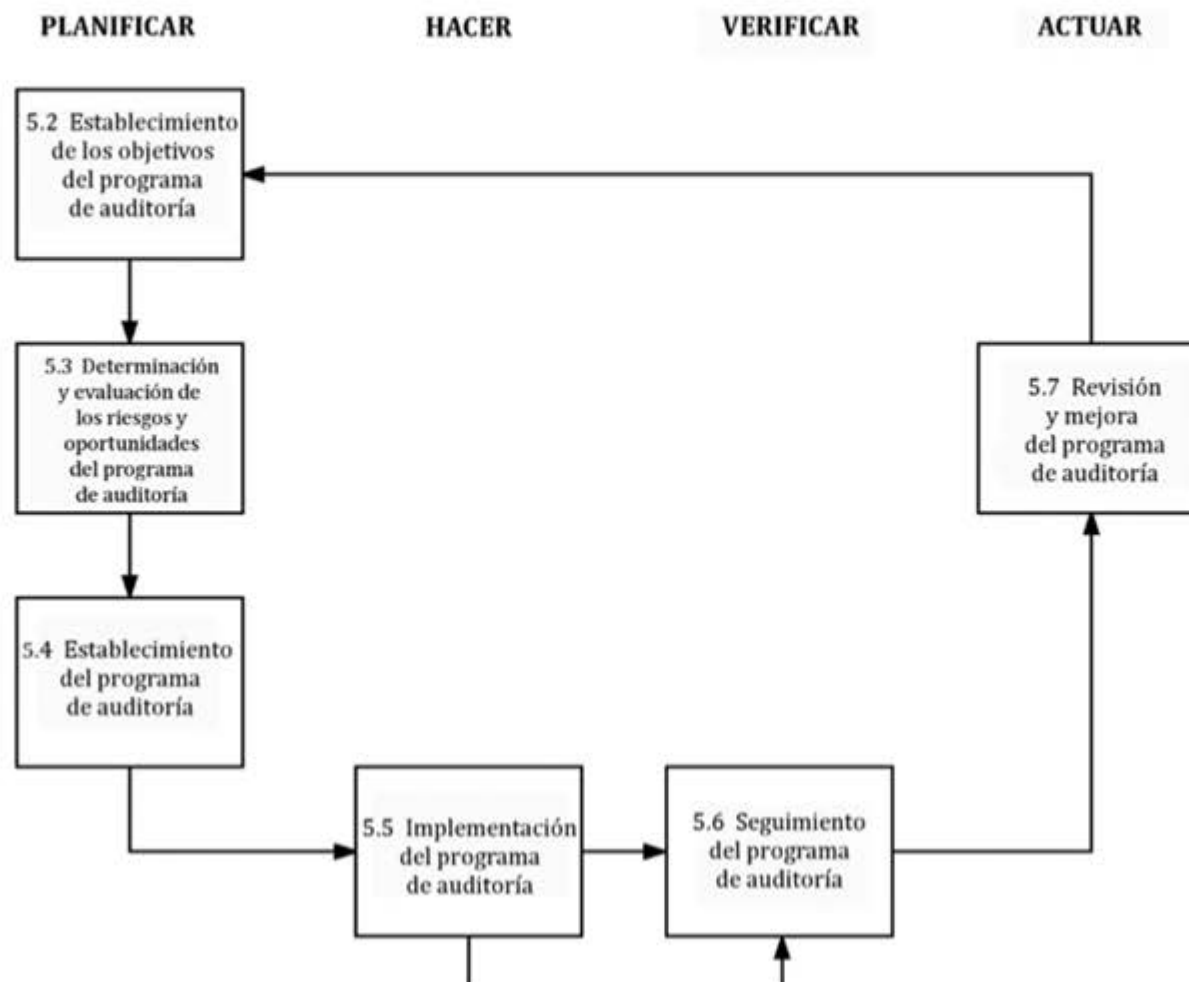 PLANIFICAR
HACER
VERIFICAR
ACTUAR
5.2 Establecimiento
de los objetivos
del programa
de auditoría
5.3 Determinación
y evaluación de
los riesgos y
oportunidades
del programa
de auditoría
5.7 Revisión
y mejora
del programa
de auditoría
5.4 Establecimiento
del programa
de auditoría
5.5 Implementación
del programa
de auditoría
5.6 Seguimiento
del programa
de auditoría